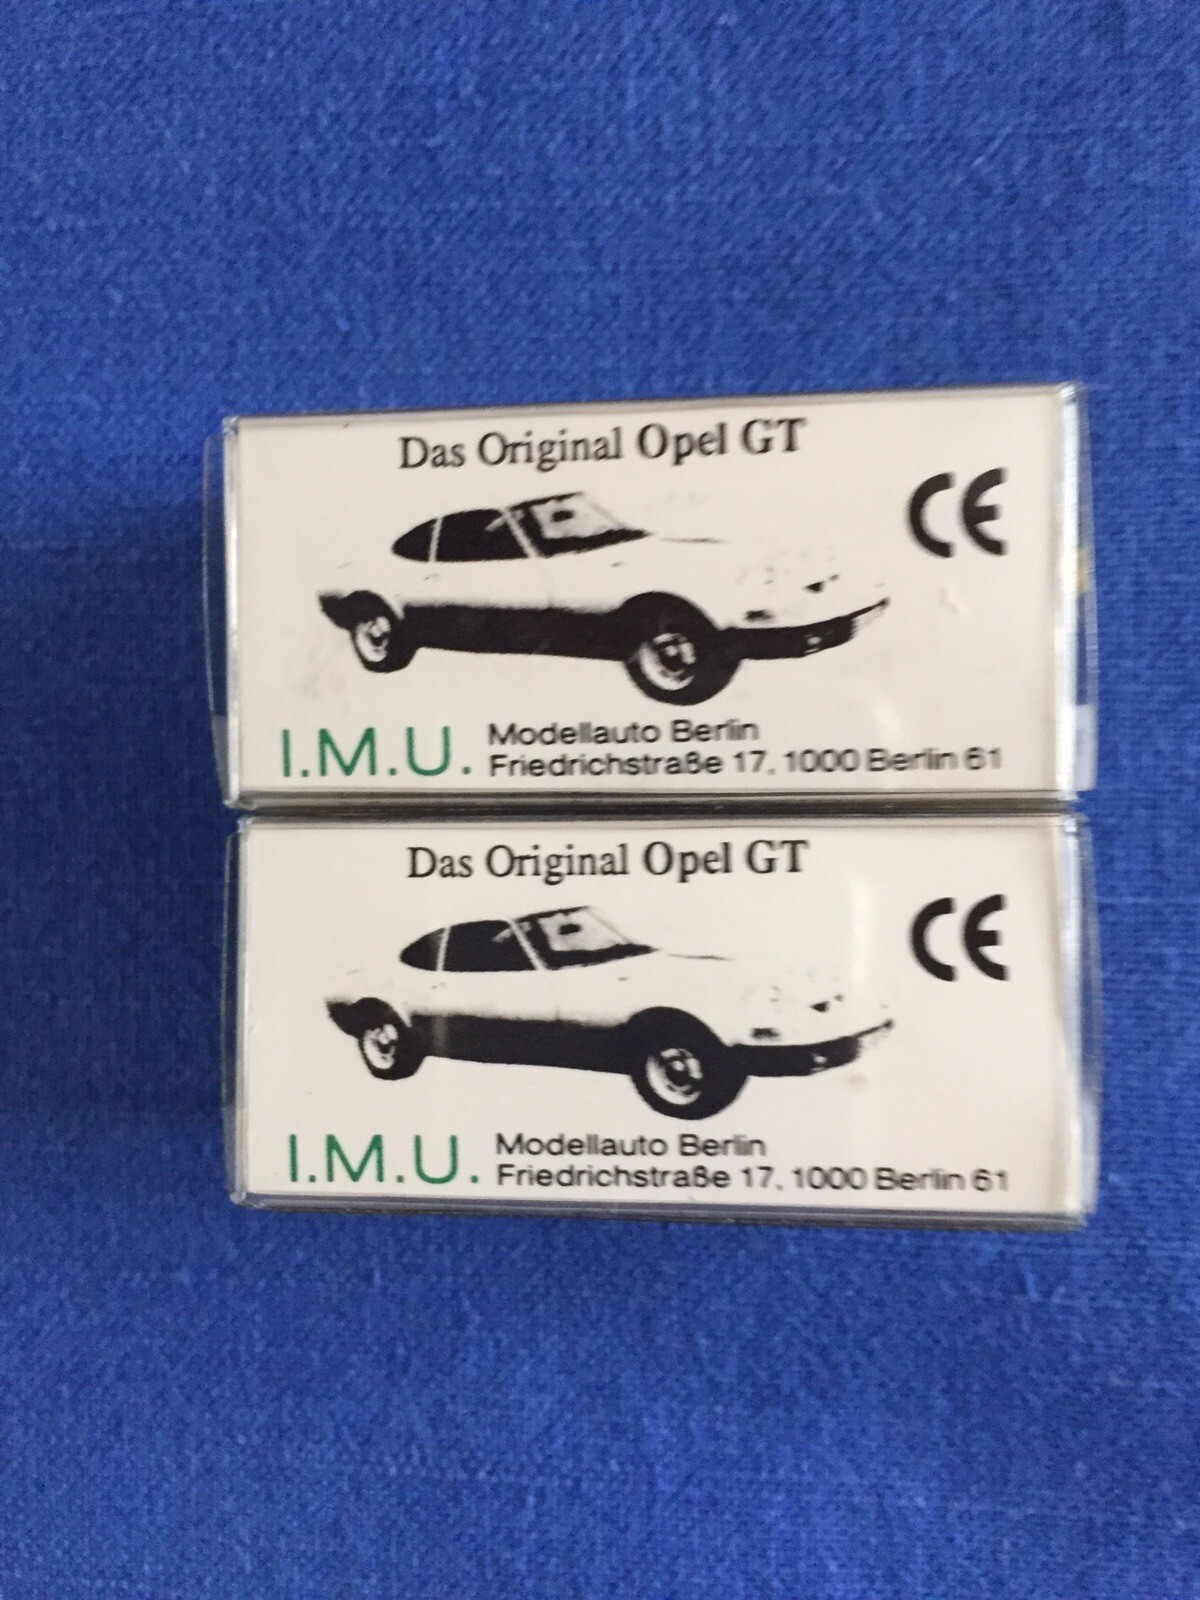 Das Original Opel GT
CE
I.M.U. Modellauto Berlin
Friedrichstraße 17, 1000 Berlin 61
Das Original Opel GT
CE
I.M.U. Modellauto Berlin
Friedrichstraße 17, 1000 Berlin 61